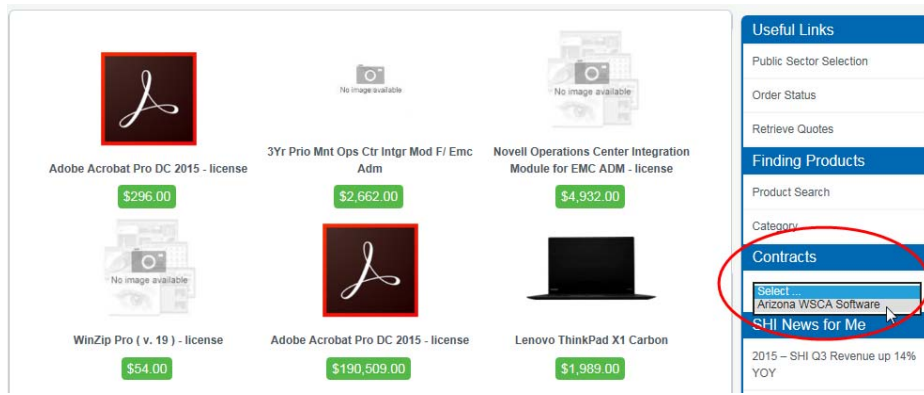 No image available
No image available
3Yr Prio Mnt Ops Ctr Intgr Mod F/ Emc
Adm
Novell Operations Center Integration
Module for EMC ADM - license
Adobe Acrobat Pro DC 2015 - license
$296.00
$2,662.00
$4,932.00
No image available
WinZip Pro ( v. 19 ) - license
Adobe Acrobat Pro DC 2015 - license
Lenovo ThinkPad X1 Carbon
$54.00
$190,509.00
$1,989.00
Useful Links
Public Sector Selection
Order Status
Retrieve Quotes
Finding Products
Product Search
Category
Contracts
Select ...
Arizona WSCA Software
SHI News for Me
2015 – SHI Q3 Revenue up 14%
YOY